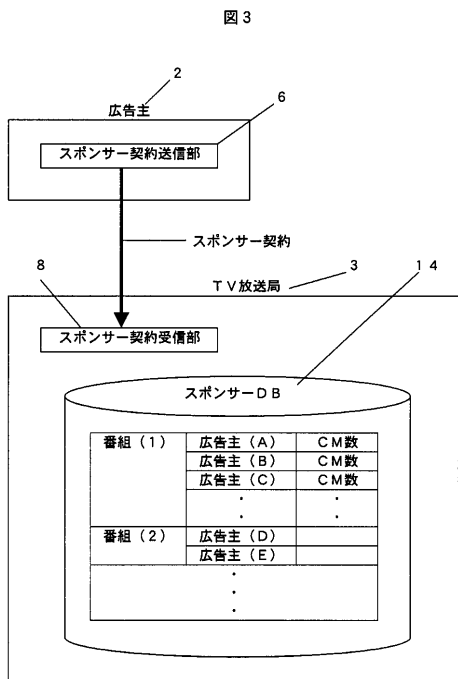 図3
2
広告主
6
スポンサー契約送信部
スポンサー契約
8
TV放送局
3
14
スポンサー契約受信部
スポンサーDB
番組(1) 広告主(A) CM数
広告主(B) CM数
広告主(C) CM数
・ ・
・ ・
番組(2) 広告主(D)
広告主(E)
・
・
・